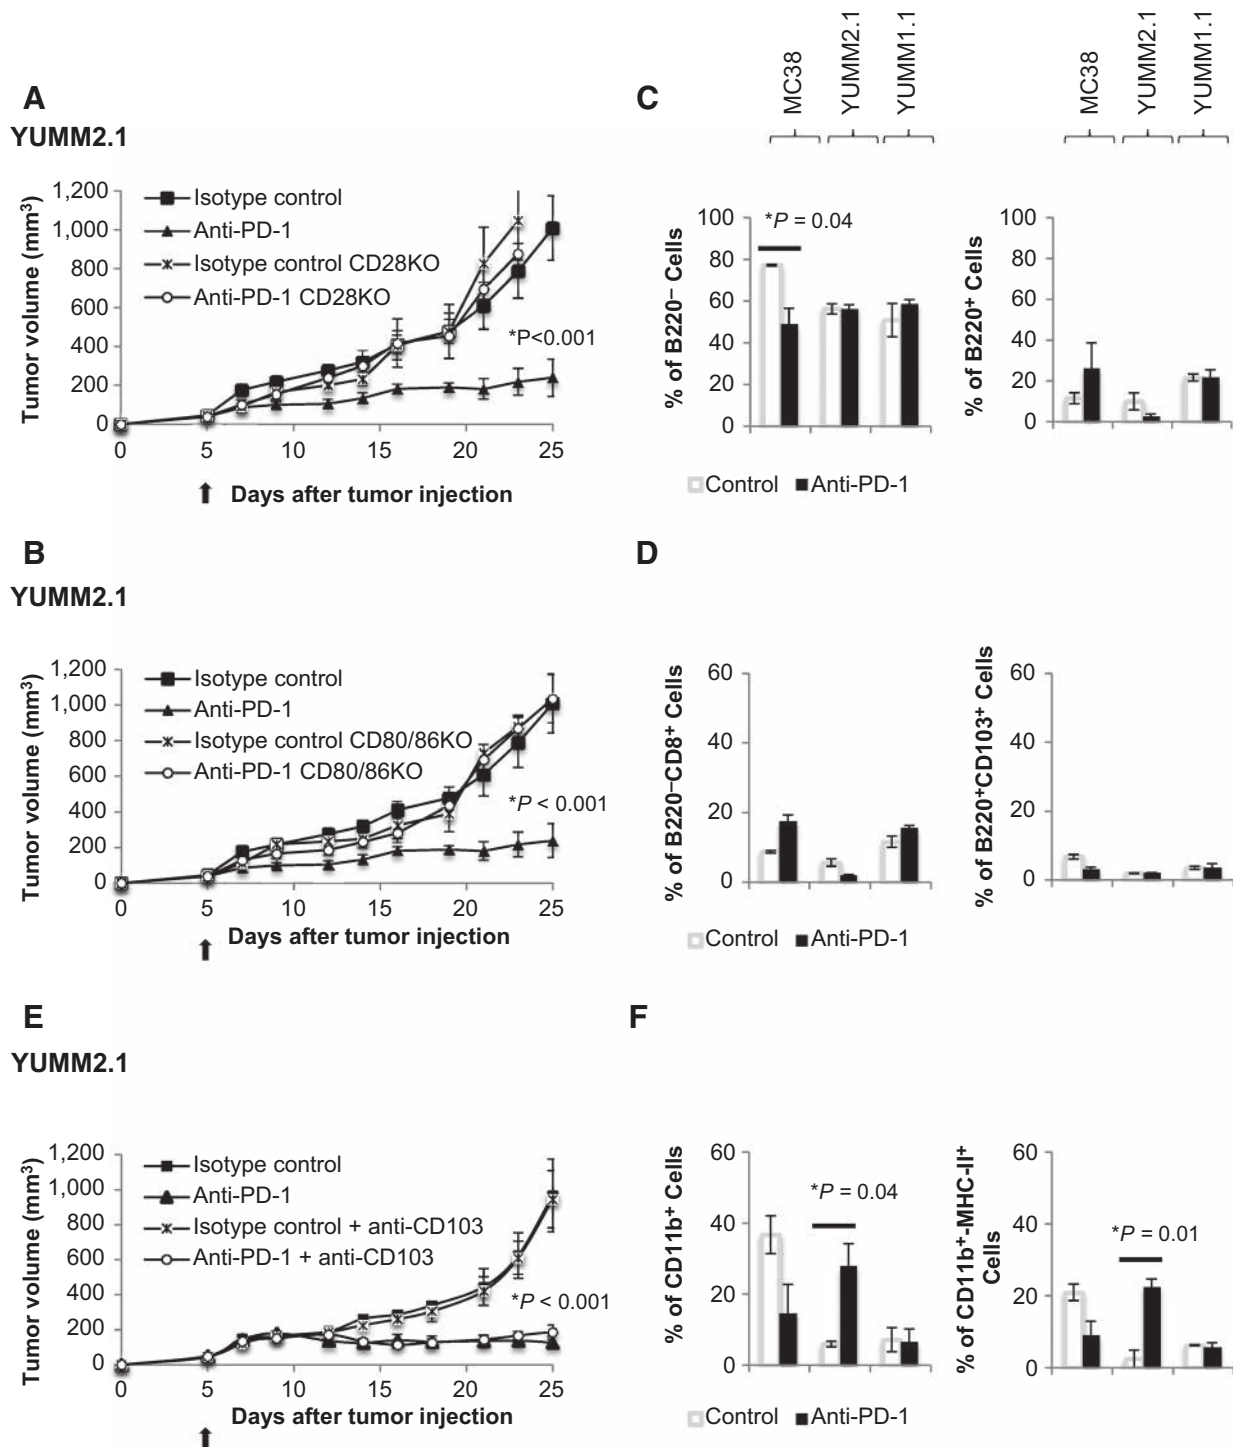 A
YUMM2.1
Tumor volume (mm³)
1,200
1,000
800
600
400
200
0
Isotype control
Anti-PD-1
Isotype control CD28KO
Anti-PD-1 CD28KO
*P<0.001
0 5 10 15 20 25
Days after tumor injection
C
MC38
YUMM2.1
YUMM1.1
MC38
YUMM2.1
YUMM1.1
% of B220⁻ Cells
100
80
60
40
20
0
*P = 0.04
% of B220⁺ Cells
100
80
60
40
20
0
Control Anti-PD-1
B
YUMM2.1
Tumor volume (mm³)
1,200
1,000
800
600
400
200
0
Isotype control
Anti-PD-1
Isotype control CD80/86KO
Anti-PD-1 CD80/86KO
*P < 0.001
0 5 10 15 20 25
Days after tumor injection
D
% of B220⁻CD8⁺ Cells
60
40
20
0
% of B220⁺CD103⁺ Cells
60
40
20
0
Control Anti-PD-1
E
YUMM2.1
Tumor volume (mm³)
1,200
1,000
800
600
400
200
0
Isotype control
Anti-PD-1
Isotype control + anti-CD103
Anti-PD-1 + anti-CD103
*P < 0.001
0 5 10 15 20 25
Days after tumor injection
F
% of CD11b⁺ Cells
60
40
20
0
*P = 0.04
% of CD11b⁺-MHC-II⁺
Cells
60
40
20
0
*P = 0.01
Control Anti-PD-1